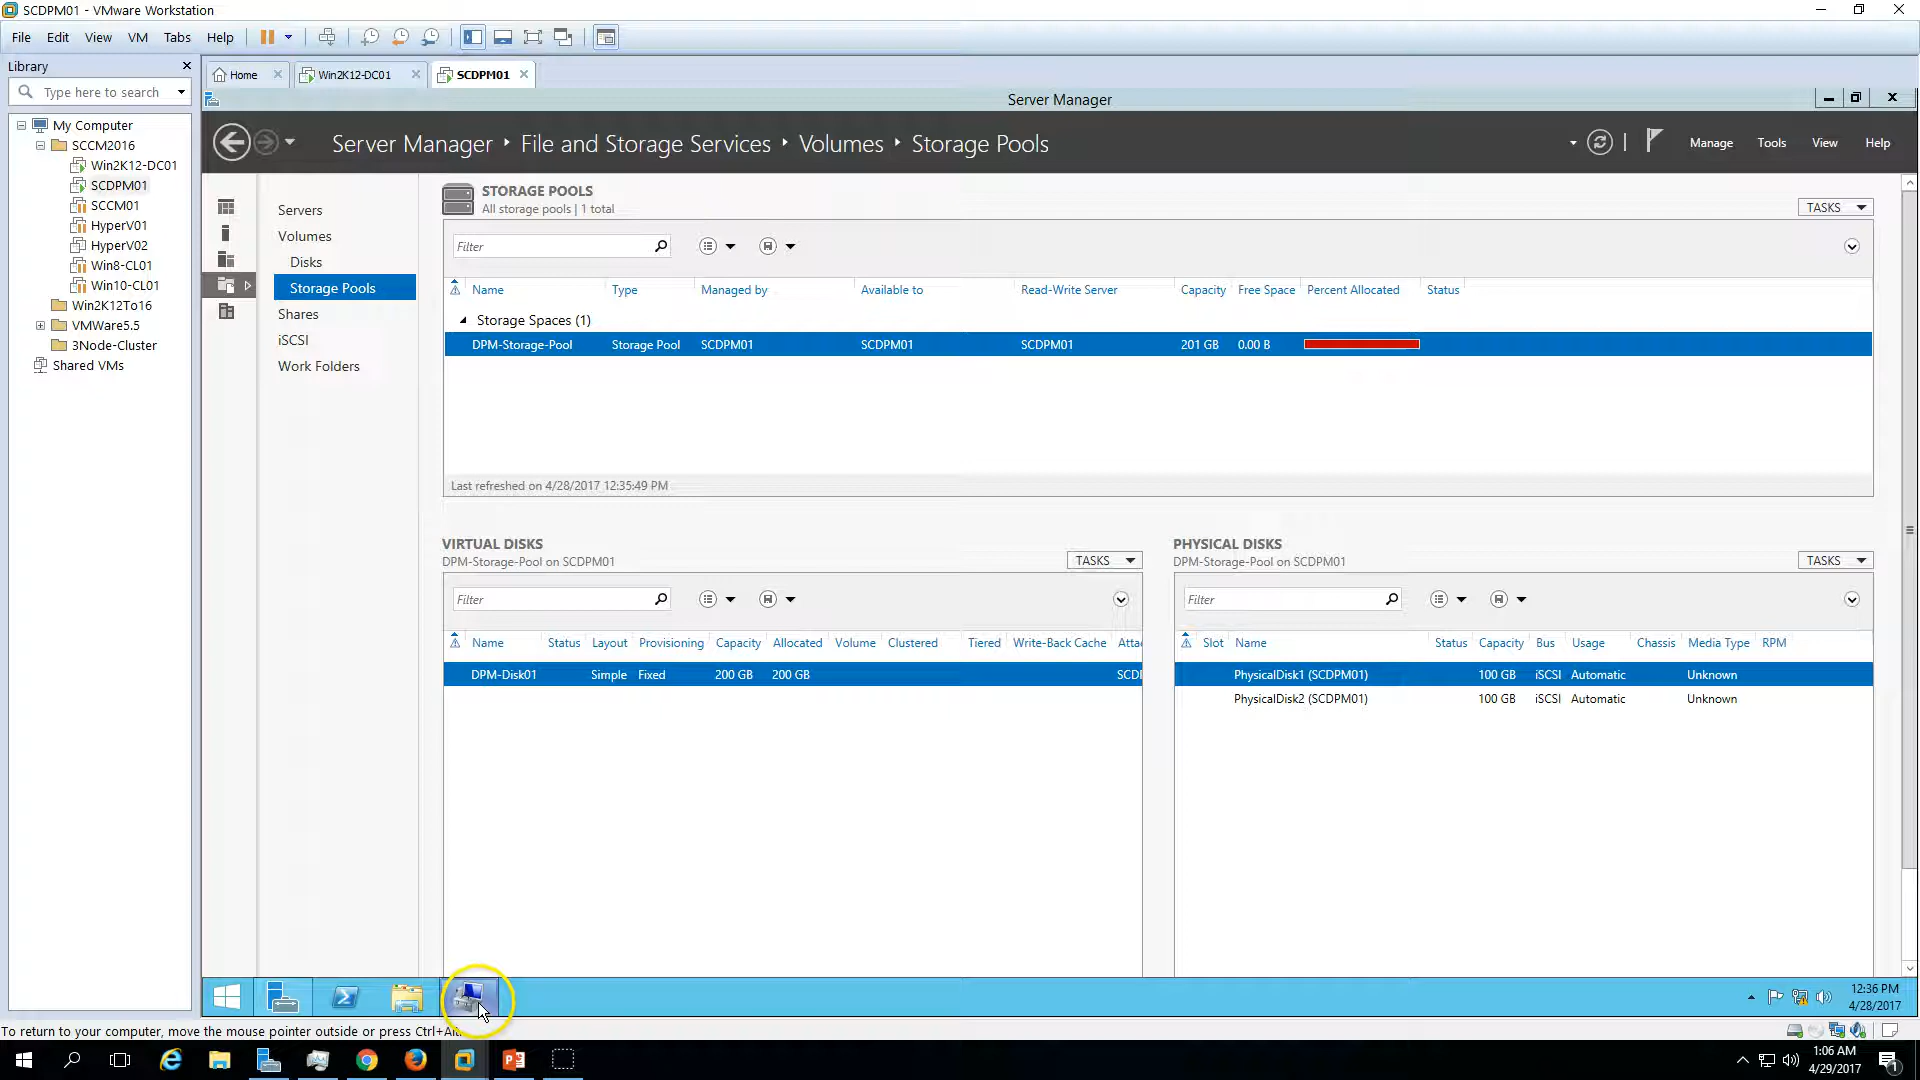 SCDPM01 - VMware Workstation
File Edit View VM Tabs Help
Library
Type here to search
My Computer
SCCM2016
Win2K12-DC01
SCDPM01
SCCM01
HyperV01
HyperV02
Win8-CL01
Win10-CL01
Win2K12To16
VMWare5.5
3Node-Cluster
Shared VMs
Home Win2K12-DC01 SCDPM01
Server Manager
Server Manager File and Storage Services Volumes Storage Pools
Manage Tools View Help
Servers
Volumes
Disks
Storage Pools
Shares
iSCSI
Work Folders
STORAGE POOLS
All storage pools | 1 total
TASKS
Filter
Name Type Managed by Available to Read-Write Server Capacity Free Space Percent Allocated Status
Storage Spaces (1)
DPM-Storage-Pool Storage Pool SCDPM01 SCDPM01 SCDPM01 201 GB 0.00 B
Last refreshed on 4/28/2017 12:35:49 PM
VIRTUAL DISKS
DPM-Storage-Pool on SCDPM01
TASKS
Filter
Name Status Layout Provisioning Capacity Allocated Volume Clustered Tiered Write-Back Cache Atta
DPM-Disk01 Simple Fixed 200 GB 200 GB SCDI
PHYSICAL DISKS
DPM-Storage-Pool on SCDPM01
TASKS
Filter
Slot Name Status Capacity Bus Usage Chassis Media Type RPM
PhysicalDisk1 (SCDPM01) 100 GB iSCSI Automatic Unknown
PhysicalDisk2 (SCDPM01) 100 GB iSCSI Automatic Unknown
12:36 PM
4/28/2017
To return to your computer, move the mouse pointer outside or press Ctrl+Alt.
1:06 AM
4/29/2017
1